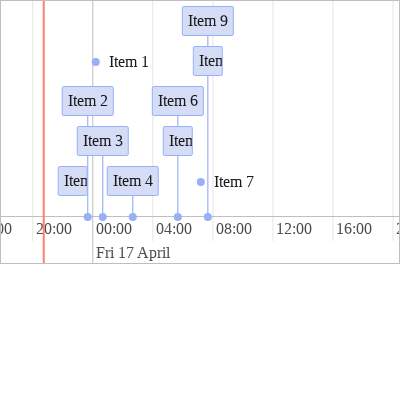 Item 9
Iten
Item 1
Item 2
Item 6
Item 3
Iten
Iten
Item 4
Item 7
00
20:00
00:00
04:00
08:00
12:00
16:00
Fri 17 April